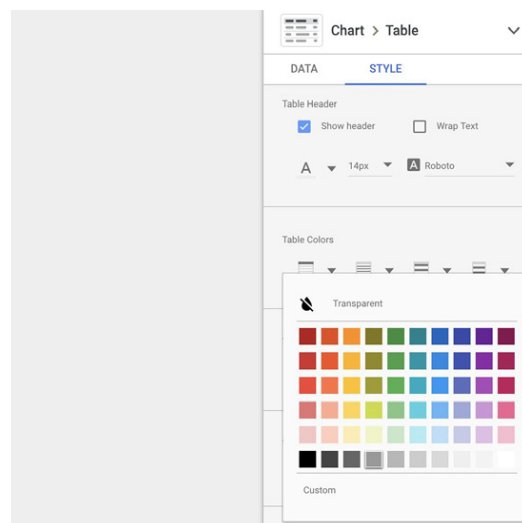 Chart > Table
DATA STYLE
Table Header
Show header Wrap Text
A 14px A Roboto
Table Colors
Transparent
Custom